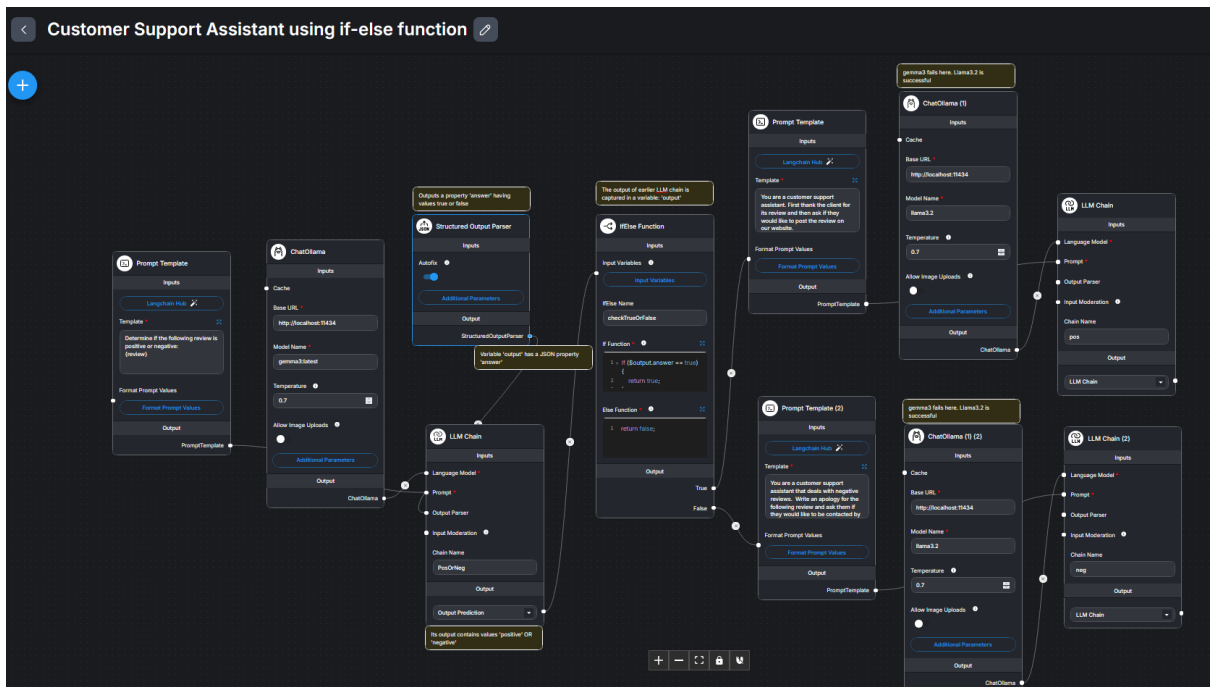 Customer Support Assistant using if-else function
Prompt Template
Inputs
Langchain Hub
Template *
Determine if the following review is
positive or negative:
{review}
Format Prompt Values
Format Prompt Values
Output
PromptTemplate
ChatOllama
Inputs
Cache
Base URL *
http://localhost:11434
Model Name *
gemma3:latest
Temperature
0.7
Allow Image Uploads
Additional Parameters
Output
ChatOllama
Outputs a property 'answer' having
values true or false
Structured Output Parser
Inputs
Autofix
Additional Parameters
Output
StructuredOutputParser
Variable 'output' has a JSON property
'answer'
LLM Chain
Inputs
Language Model *
Prompt *
Output Parser
Input Moderation
Chain Name
PosOrNeg
Output
Output Prediction
Its output contains values 'positive' OR
'negative'
The output of earlier LLM chain is
captured in a variable: 'output'
IfElse Function
Inputs
Input Variables
Input Variables
IfElse Name
checkTrueOrFalse
If Function *
1 if ($output.answer == true)
{
2 return true;
Else Function *
1 return false;
Output
True
False
Prompt Template
Inputs
Langchain Hub
Template *
You are a customer support
assistant. First thank the client for
its review and then ask if they
would like to post the review on
our website.
Format Prompt Values
Format Prompt Values
Output
PromptTemplate
Prompt Template (2)
Inputs
Langchain Hub
Template *
You are a customer support
assistant that deals with negative
reviews. Write an apology for the
following review and ask them if
they would like to be contacted by
Format Prompt Values
Format Prompt Values
Output
PromptTemplate
gemma3 fails here. Llama3.2 is
successful
ChatOllama (1)
Inputs
Cache
Base URL *
http://localhost:11434
Model Name *
llama3.2
Temperature
0.7
Allow Image Uploads
Additional Parameters
Output
ChatOllama
gemma3 fails here. Llama3.2 is
successful
ChatOllama (1) (2)
Inputs
Cache
Base URL *
http://localhost:11434
Model Name *
llama3.2
Temperature
0.7
Allow Image Uploads
Additional Parameters
Output
ChatOllama
LLM Chain
Inputs
Language Model *
Prompt *
Output Parser
Input Moderation
Chain Name
pos
Output
LLM Chain
LLM Chain (2)
Inputs
Language Model *
Prompt *
Output Parser
Input Moderation
Chain Name
neg
Output
LLM Chain